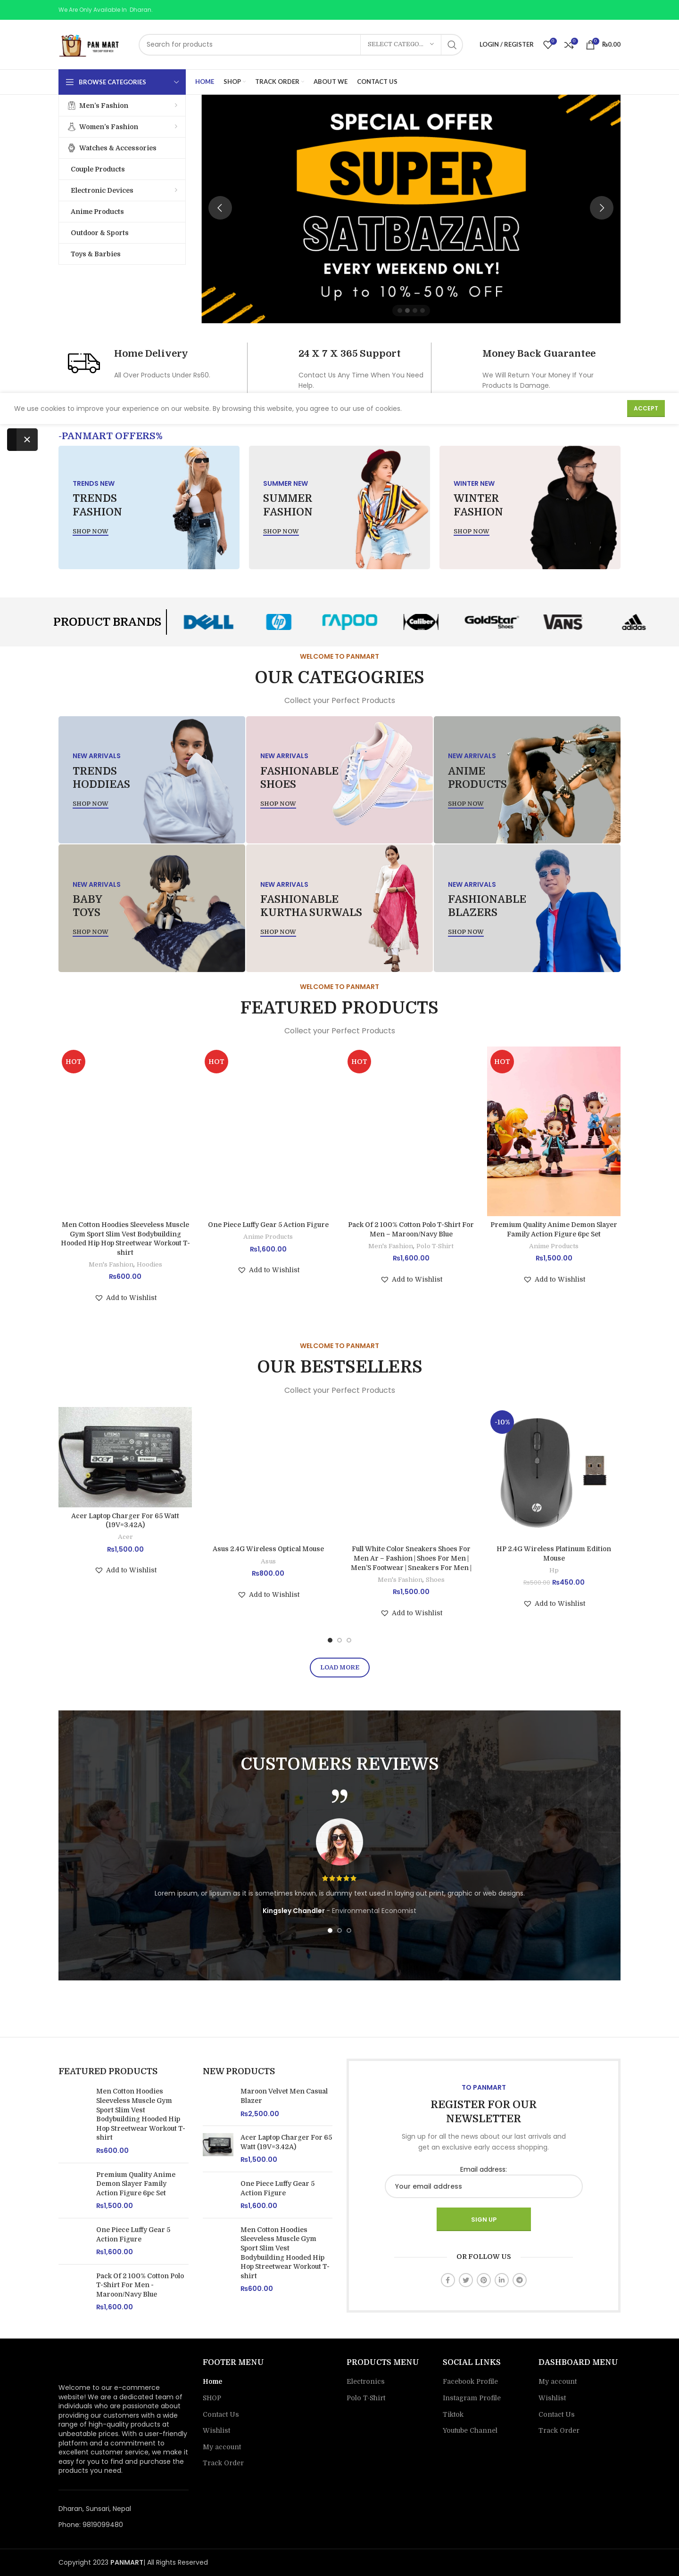 We Are Only Available In Dharan
PAN MART
Search for products
SELECT CATEGO...
LOGIN / REGISTER
0
0
0
₨0.00
BROWSE CATEGORIES
HOME
SHOP
TRACK ORDER
ABOUT WE
CONTACT US
Men's Fashion
Women's Fashion
Watches & Accessories
Couple Products
Electronic Devices
Anime Products
Outdoor & Sports
Toys & Barbies
SPECIAL OFFER
SUPER
SATBAZAR
EVERY WEEKEND ONLY!
Up to 10%-50% OFF
Home Delivery
All Over Products Under Rs60.
24 X 7 X 365 Support
Contact Us Any Time When You Need
Help.
Money Back Guarantee
We Will Return Your Money If Your
Products Is Damage.
We use cookies to improve your experience on our website. By browsing this website, you agree to our use of cookies.
ACCEPT
-PANMART OFFERS%
TRENDS NEW
TRENDS
FASHION
SHOP NOW
SUMMER NEW
SUMMER
FASHION
SHOP NOW
WINTER NEW
WINTER
FASHION
SHOP NOW
PRODUCT BRANDS
DELL
hp
rapoo
Caliber
GoldStar
Shoes
VANS
adidas
WELCOME TO PANMART
OUR CATEGOGRIES
Collect your Perfect Products
NEW ARRIVALS
TRENDS
HODDIEAS
SHOP NOW
NEW ARRIVALS
FASHIONABLE
SHOES
SHOP NOW
NEW ARRIVALS
ANIME
PRODUCTS
SHOP NOW
NEW ARRIVALS
BABY
TOYS
SHOP NOW
NEW ARRIVALS
FASHIONABLE
KURTHA SURWALS
SHOP NOW
NEW ARRIVALS
FASHIONABLE
BLAZERS
SHOP NOW
WELCOME TO PANMART
FEATURED PRODUCTS
Collect your Perfect Products
HOT
HOT
HOT
HOT
Men Cotton Hoodies Sleeveless Muscle
Gym Sport Slim Vest Bodybuilding
Hooded Hip Hop Streetwear Workout T-
shirt
Men's Fashion, Hoodies
₨600.00
Add to Wishlist
One Piece Luffy Gear 5 Action Figure
Anime Products
₨1,600.00
Add to Wishlist
Pack Of 2 100% Cotton Polo T-Shirt For
Men – Maroon/Navy Blue
Men's Fashion, Polo T-Shirt
₨1,600.00
Add to Wishlist
Premium Quality Anime Demon Slayer
Family Action Figure 6pc Set
Anime Products
₨1,500.00
Add to Wishlist
WELCOME TO PANMART
OUR BESTSELLERS
Collect your Perfect Products
LITEON
acer
Acer Laptop Charger For 65 Watt
(19V=3.42A)
Acer
₨1,500.00
Add to Wishlist
Asus 2.4G Wireless Optical Mouse
Asus
₨800.00
Add to Wishlist
Full White Color Sneakers Shoes For
Men Ar – Fashion | Shoes For Men |
Men'S Footwear | Sneakers For Men |
Men's Fashion, Shoes
₨1,500.00
Add to Wishlist
-10%
hp
HP 2.4G Wireless Platinum Edition
Mouse
Hp
₨500.00 ₨450.00
Add to Wishlist
LOAD MORE
CUSTOMERS REVIEWS
Lorem ipsum, or lipsum as it is sometimes known, is dummy text used in laying out print, graphic or web designs.
Kingsley Chandler - Environmental Economist
FEATURED PRODUCTS
Men Cotton Hoodies
Sleeveless Muscle Gym
Sport Slim Vest
Bodybuilding Hooded Hip
Hop Streetwear Workout T-
shirt
₨600.00
Premium Quality Anime
Demon Slayer Family
Action Figure 6pc Set
₨1,500.00
One Piece Luffy Gear 5
Action Figure
₨1,600.00
Pack Of 2 100% Cotton Polo
T-Shirt For Men -
Maroon/Navy Blue
₨1,600.00
NEW PRODUCTS
Maroon Velvet Men Casual
Blazer
₨2,500.00
Acer Laptop Charger For 65
Watt (19V=3.42A)
₨1,500.00
One Piece Luffy Gear 5
Action Figure
₨1,600.00
Men Cotton Hoodies
Sleeveless Muscle Gym
Sport Slim Vest
Bodybuilding Hooded Hip
Hop Streetwear Workout T-
shirt
₨600.00
TO PANMART
REGISTER FOR OUR
NEWSLETTER
Sign up for all the news about our last arrivals and
get an exclusive early access shopping.
Email address:
Your email address
SIGN UP
OR FOLLOW US
Welcome to our e-commerce
website! We are a dedicated team of
individuals who are passionate about
providing our customers with a wide
range of high-quality products at
unbeatable prices. With a user-friendly
platform and a commitment to
excellent customer service, we make it
easy for you to find and purchase the
products you need.
Dharan, Sunsari, Nepal
Phone: 9819099480
FOOTER MENU
Home
SHOP
Contact Us
Wishlist
My account
Track Order
PRODUCTS MENU
Electronics
Polo T-Shirt
SOCIAL LINKS
Facebook Profile
Instagram Profile
Tiktok
Youtube Channel
DASHBOARD MENU
My account
Wishlist
Contact Us
Track Order
Copyright 2023 PANMART| All Rights Reserved